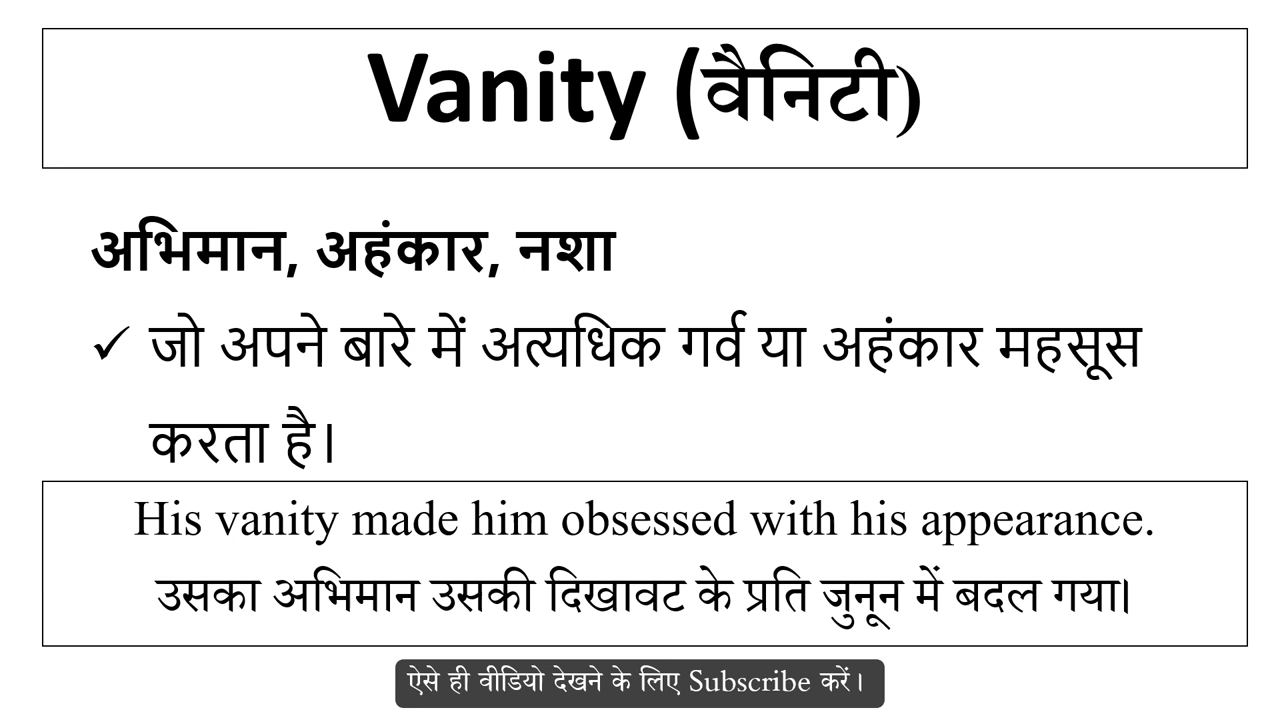 Vanity (वैनिटी)
अभिमान, अहंकार, नशा
✓ जो अपने बारे में अत्यधिक गर्व या अहंकार महसूस
करता है।
His vanity made him obsessed with his appearance.
उसका अभिमान उसकी दिखावट के प्रति जुनून में बदल गया।
ऐसे ही वीडियो देखने के लिए Subscribe करें।